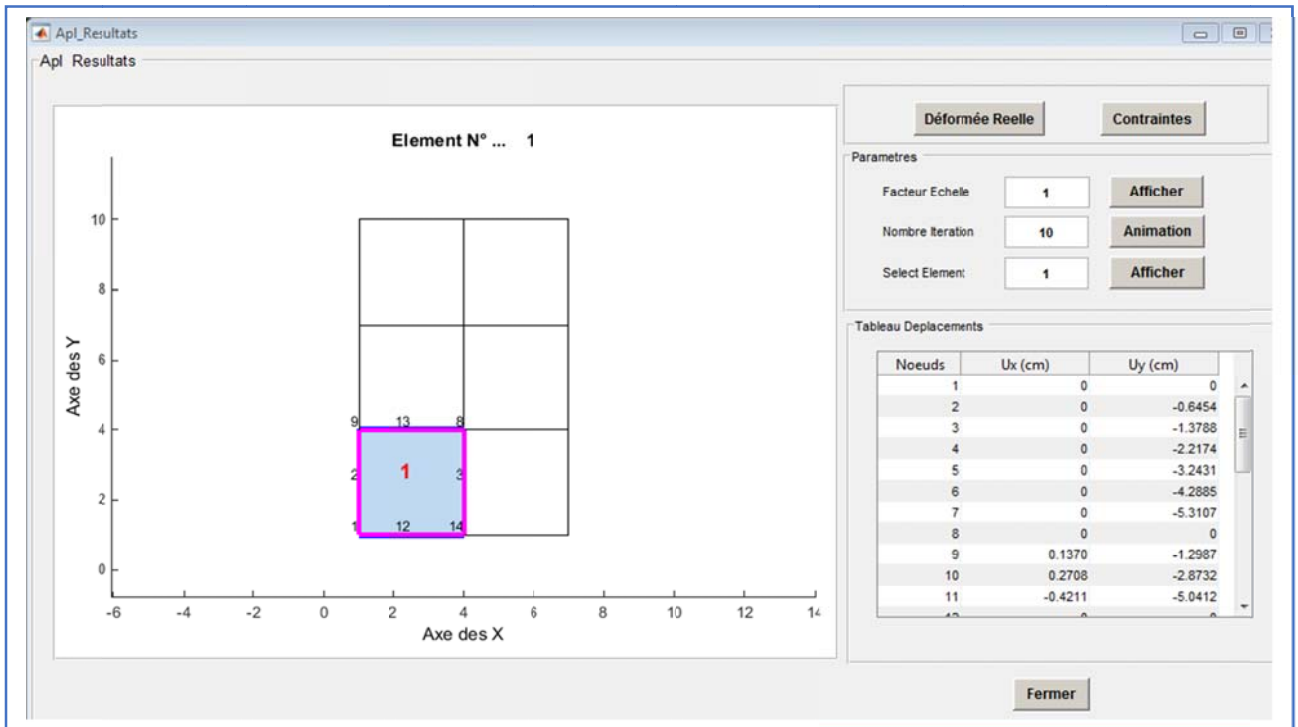 Apl_Resultats
Apl Resultats
Element N° ... 1
10
8
6
4
2
0
-6 -4 -2 0 2 4 6 8 10 12 14
Axe des X
Axe des Y
9 13 8
2 1 3
1 12 14
Déformée Reelle Contraintes
Parametres
Facteur Echelle 1 Afficher
Nombre Iteration 10 Animation
Select Element 1 Afficher
Tableau Deplacements
Noeuds Ux (cm) Uy (cm)
1 0 0
2 0 -0.6454
3 0 -1.3788
4 0 -2.2174
5 0 -3.2431
6 0 -4.2885
7 0 -5.3107
8 0 0
9 0.1370 -1.2987
10 0.2708 -2.8732
11 -0.4211 -5.0412
Fermer